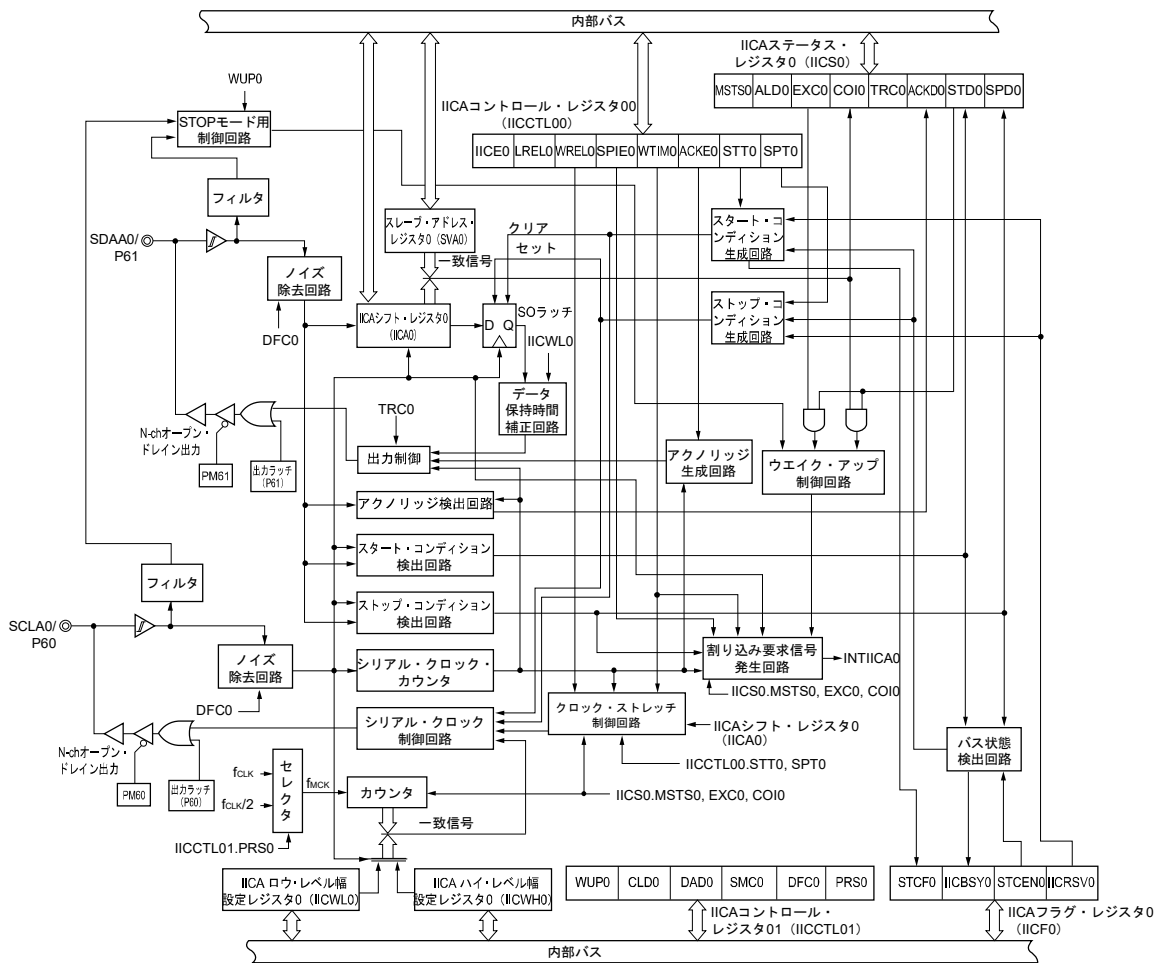 内部バス
IICAステータス・
レジスタ0（IICS0）
MSTS0 ALD0 EXC0 COI0 TRC0 ACKD0 STD0 SPD0
WUP0
STOPモード用
制御回路
IICAコントロール・レジスタ00
（IICCTL00）
IICE0 LREL0 WREL0 SPIE0 WTIM0 ACKE0 STT0 SPT0
フィルタ
スレーブ・アドレス・
レジスタ0（SVA0）
クリア
スタート・コ
ンディション
生成回路
SDAA0/
P61
セット
一致信号
ノイズ
除去回路
DFC0
IICAシフト・レジスタ0
（IICA0）
SOラッチ
D Q
IICWL0
ストップ・コ
ンディション
生成回路
データ
保持時間
補正回路
TRC0
N-chオープン・
ドレイン出力
PM61
出力ラッチ
（P61）
出力制御
アクノリッジ
生成回路
ウエイク・アップ
制御回路
アクノリッジ検出回路
スタート・コンディション
検出回路
フィルタ
ストップ・コンディション
検出回路
SCLA0/
P60
ノイズ
除去回路
DFC0
シリアル・クロック・
カウンタ
割り込み要求信号
発生回路
INTIICA0
IICS0.MSTS0, EXC0, COI0
シリアル・クロック
制御回路
クロック・ストレッチ
制御回路
IICAシフト・レジスタ0
（IICA0）
IICCTL00.STT0, SPT0
バス状態
検出回路
N-chオープン・
ドレイン出力
PM60
出力ラッチ
（P60）
fCLK
fCLK/2
セレクタ
fMCK
カウンタ
IICS0.MSTS0, EXC0, COI0
一致信号
IICCTL01.PRS0
IICA ロウ・レベル幅
設定レジスタ0（IICWL0）
IICA ハイ・レベル幅
設定レジスタ0（IICWH0）
WUP0 CLD0 DAD0 SMC0 DFC0 PRS0
STCF0 IICBSY0 STCEN0 IICRSV0
IICAコントロール・
レジスタ01（IICCTL01）
IICAフラグ・レジスタ0
（IICF0）
内部バス